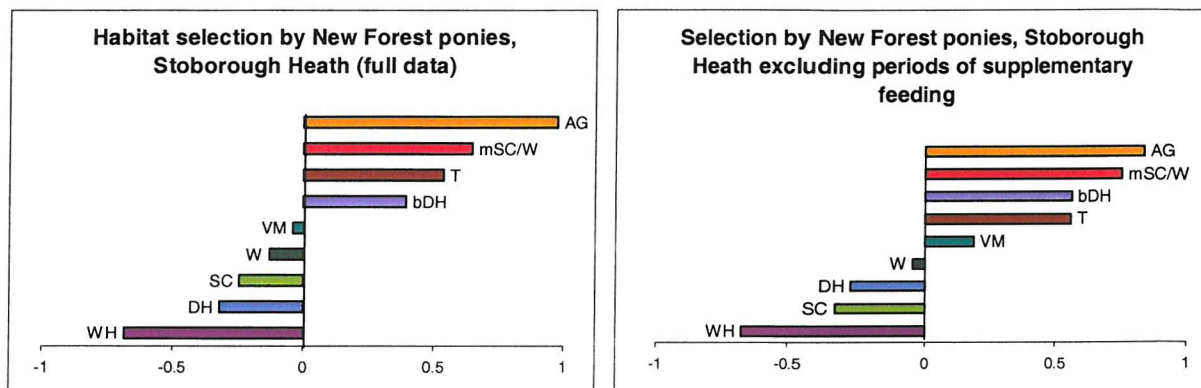 Habitat selection by New Forest ponies,
Stoborough Heath (full data)
AG
mSC/W
T
bDH
VM
W
SC
DH
WH
-1 -0.5 0 0.5 1
Selection by New Forest ponies, Stoborough
Heath excluding periods of supplementary
feeding
AG
mSC/W
bDH
T
VM
W
DH
SC
WH
-1 -0.5 0 0.5 1